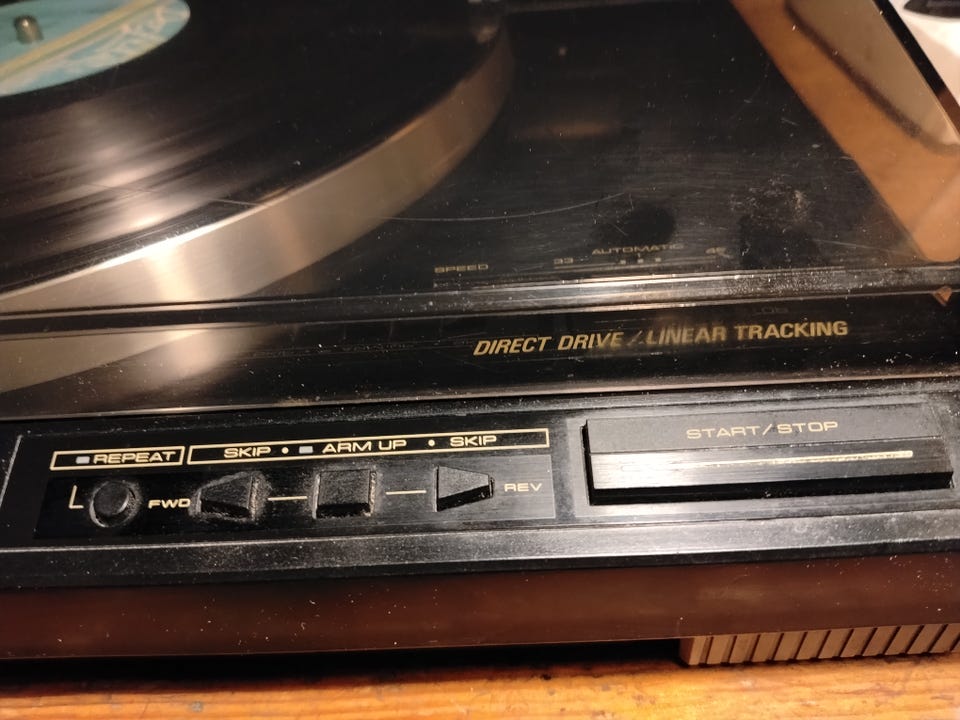 SPEED 33 AUTOMATIC 45
DIRECT DRIVE / LINEAR TRACKING
REPEAT SKIP • ARM UP • SKIP
START/STOP
FWD REV